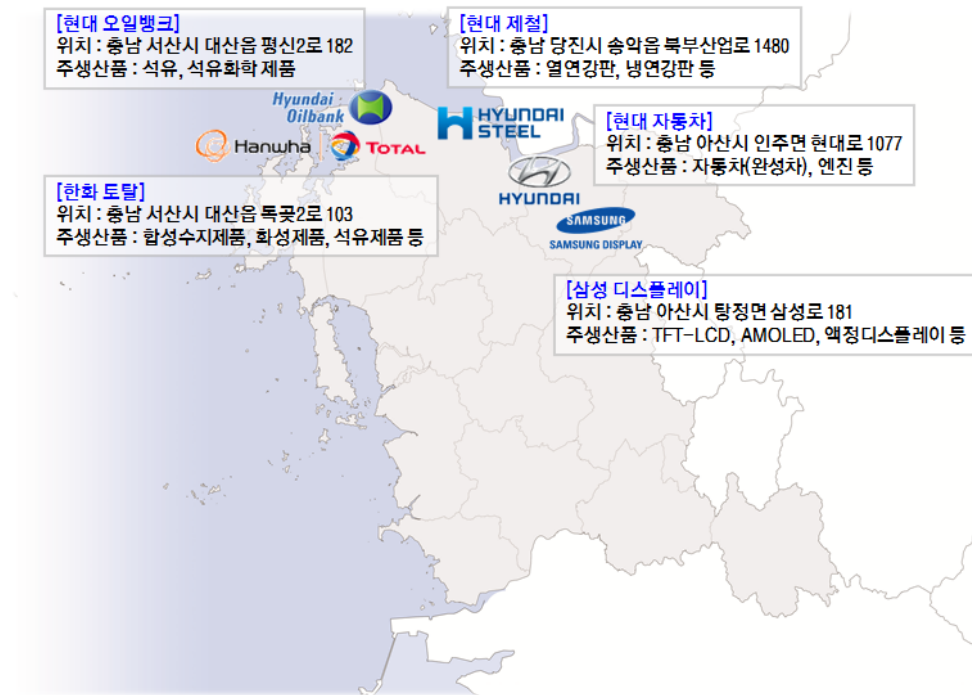 [현대 오일뱅크]
위치 : 충남 서산시 대산읍 평신2로 182
주생산품 : 석유, 석유화학 제품
[현대 제철]
위치 : 충남 당진시 송악읍 북부산업로 1480
주생산품 : 열연강판, 냉연강판 등
Hyundai
Oilbank
Hanwha
TOTAL
HYUNDAI
STEEL
[현대 자동차]
위치 : 충남 아산시 인주면 현대로 1077
주생산품 : 자동차(완성차), 엔진 등
HYUNDAI
[한화 토탈]
위치 : 충남 서산시 대산읍 독곶2로 103
주생산품 : 합성수지제품, 화성제품, 석유제품 등
SAMSUNG
SAMSUNG DISPLAY
[삼성 디스플레이]
위치 : 충남 아산시 탕정면 삼성로 181
주생산품 : TFT-LCD, AMOLED, 액정디스플레이 등